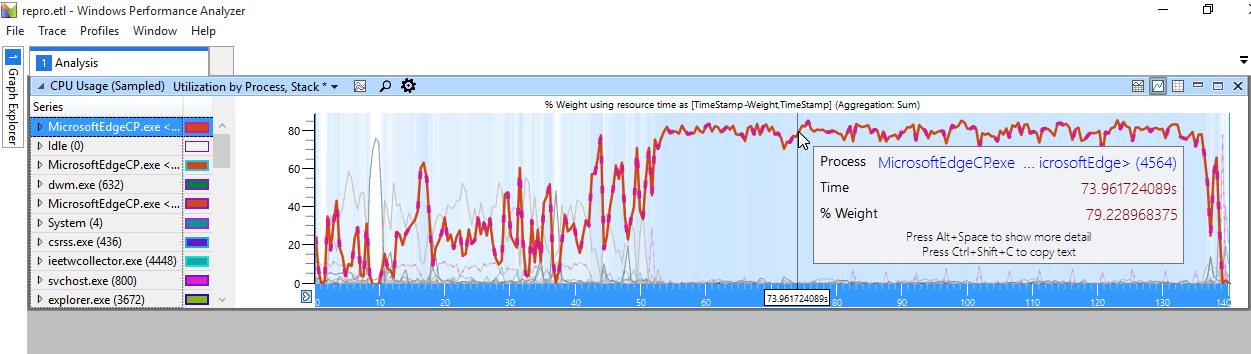 repro.etl - Windows Performance Analyzer
File Trace Profiles Window Help
1 Analysis
1 Graph Explorer
CPU Usage (Sampled) Utilization by Process, Stack *
Series
% Weight using resource time as [TimeStamp-Weight,TimeStamp] (Aggregation: Sum)
MicrosoftEdgeCP.exe <...
Idle (0)
MicrosoftEdgeCP.exe <...
dwm.exe (632)
MicrosoftEdgeCP.exe <...
System (4)
csrss.exe (436)
ieetwcollector.exe (4448)
svchost.exe (800)
explorer.exe (3672)
80
60
40
20
0
Process MicrosoftEdgeCP.exe ... icrosoftEdge> (4564)
Time 73.961724089s
% Weight 79.228968375
Press Alt+Space to show more detail
Press Ctrl+Shift+C to copy text
0 10 20 30 40 50 60 73.961724089s 80 90 100 110 120 130 140